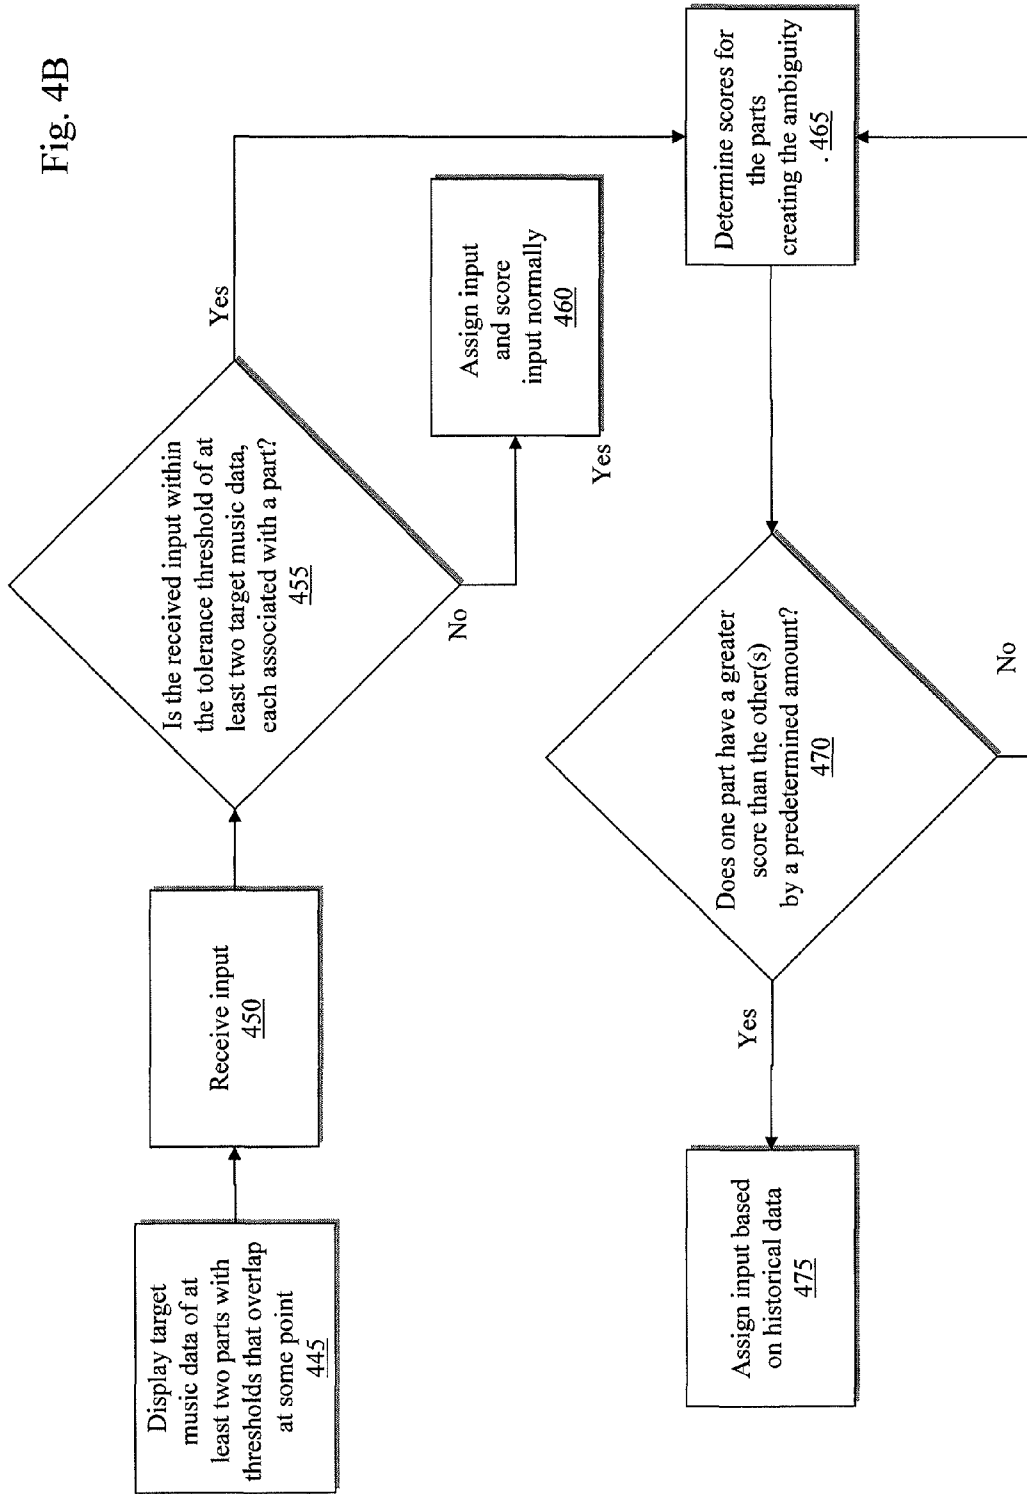 Fig. 4B
Display target
music data of at
least two parts with
thresholds that overlap
at some point
445
Receive input
450
Is the received input within
the tolerance threshold of at
least two target music data,
each associated with a part?
455
Yes
No
Assign input
and score
input normally
460
Yes
Determine scores for
the parts
creating the ambiguity
. 465
Does one part have a greater
score than the other(s)
by a predetermined amount?
470
Yes
No
Assign input based
on historical data
475